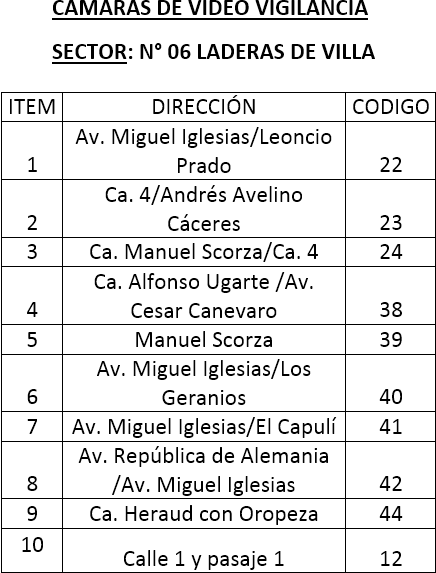 CAMARAS DE VIDEO VIGILANCIA
SECTOR: N° 06 LADERAS DE VILLA
ITEM DIRECCIÓN CODIGO
Av. Miguel Iglesias/Leoncio
1 Prado 22
Ca. 4/Andrés Avelino
2 Cáceres 23
3 Ca. Manuel Scorza/Ca. 4 24
Ca. Alfonso Ugarte /Av.
4 Cesar Canevaro 38
5 Manuel Scorza 39
Av. Miguel Iglesias/Los
6 Geranios 40
7 Av. Miguel Iglesias/El Capulí 41
Av. República de Alemania
8 /Av. Miguel Iglesias 42
9 Ca. Heraud con Oropeza 44
10
Calle 1 y pasaje 1 12